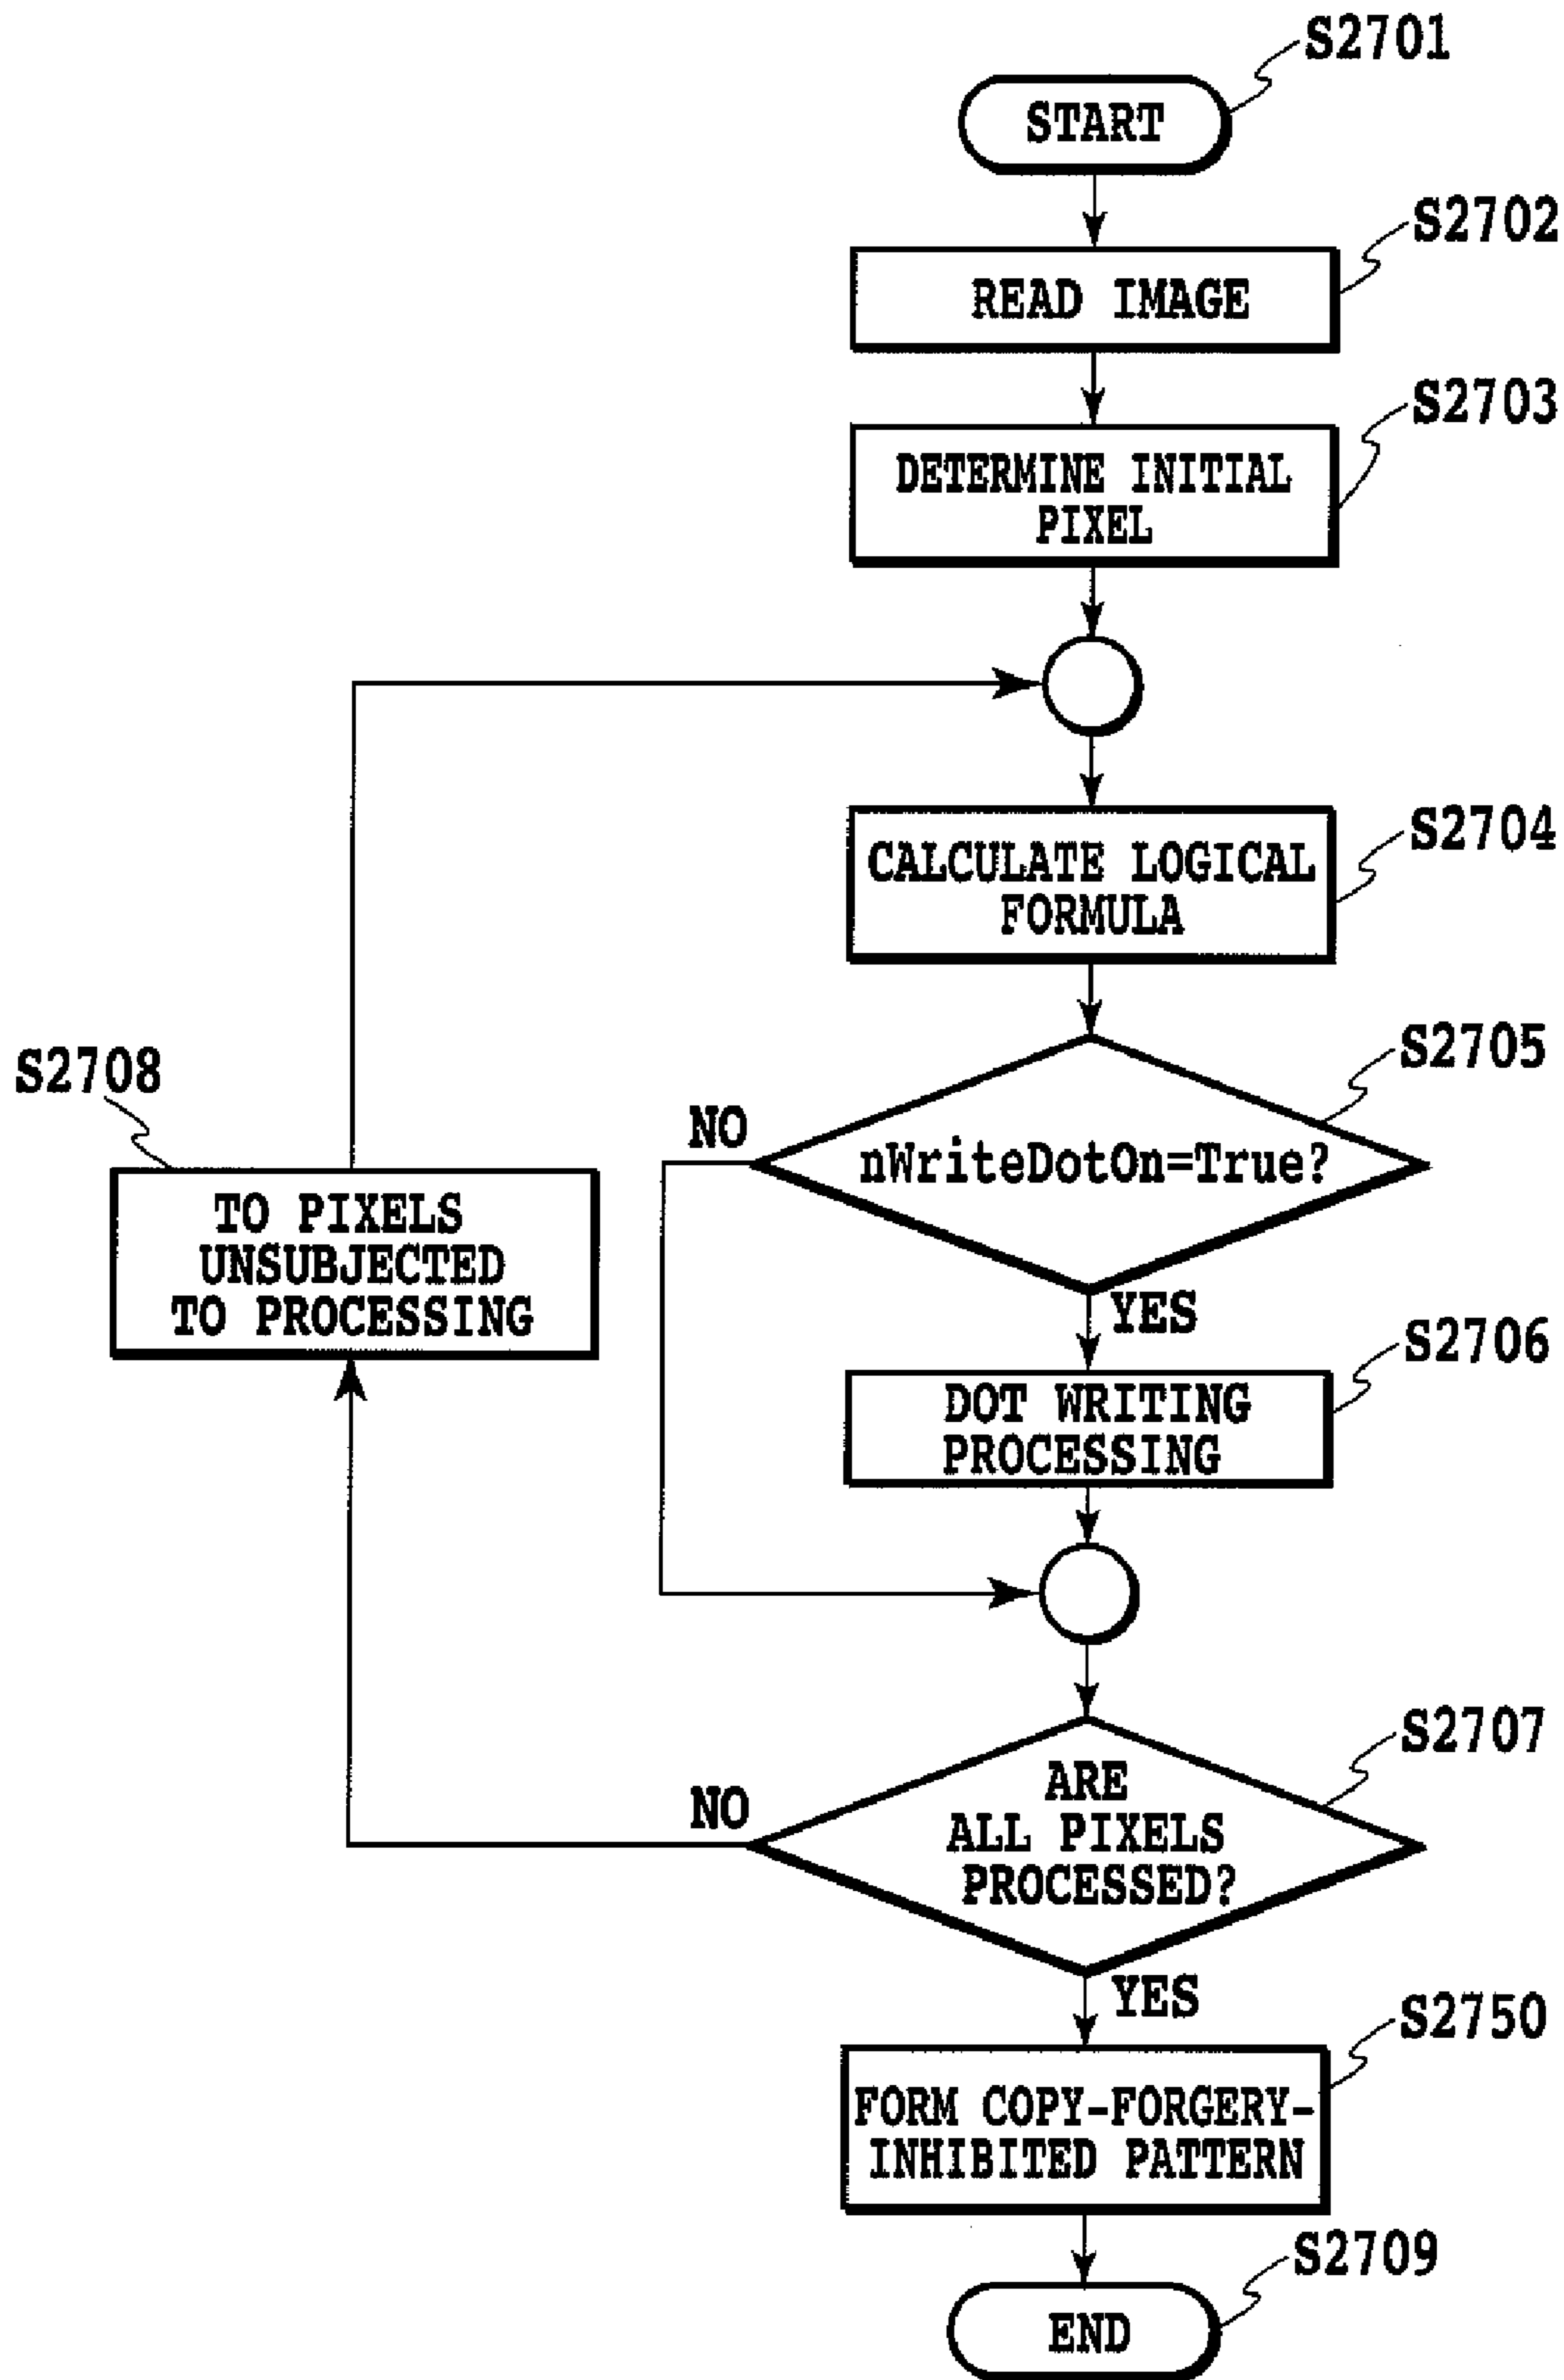 S2701
START
S2702
READ IMAGE
S2703
DETERMINE INITIAL
PIXEL
S2704
CALCULATE LOGICAL
FORMULA
S2705
nWriteDotOn=True?
NO
YES
S2708
TO PIXELS
UNSUBJECTED
TO PROCESSING
S2706
DOT WRITING
PROCESSING
S2707
ARE
ALL PIXELS
PROCESSED?
NO
YES
S2750
FORM COPY-FORGERY-
INHIBITED PATTERN
S2709
END